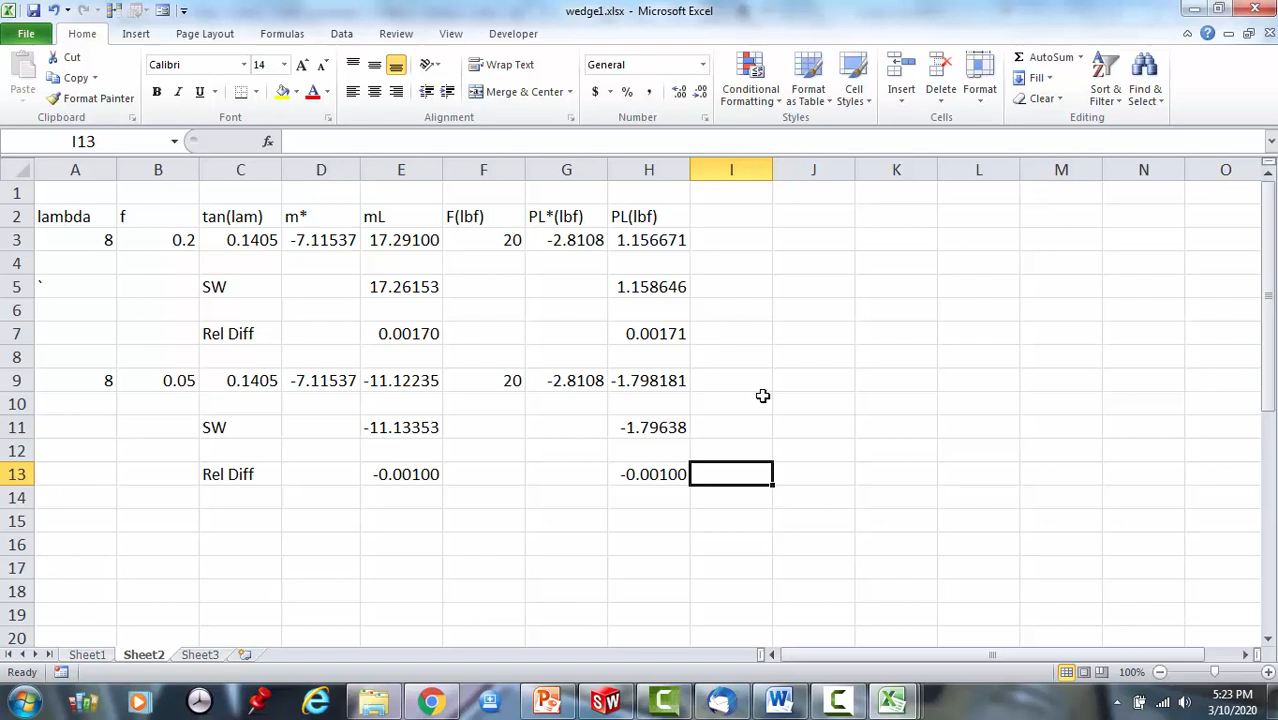 wedge1.xlsx - Microsoft Excel
File Home Insert Page Layout Formulas Data Review View Developer
Paste
Cut
Copy
Format Painter
Clipboard
Calibri 14
B I U A
Font
Wrap Text
Merge & Center
Alignment
General
$ % ,
Number
Conditional Formatting
Format as Table
Cell Styles
Styles
Insert Delete Format
Cells
AutoSum
Fill
Clear
Sort & Filter
Find & Select
Editing
I13 fx
A B C D E F G H I J K L M N O
1
2 lambda f tan(lam) m* mL F(lbf) PL*(lbf) PL(lbf)
3 8 0.2 0.1405 -7.11537 17.29100 20 -2.8108 1.156671
4
5 ` SW 17.26153 1.158646
6
7 Rel Diff 0.00170 0.00171
8
9 8 0.05 0.1405 -7.11537 -11.12235 20 -2.8108 -1.798181
10
11 SW -11.13353 -1.79638
12
13 Rel Diff -0.00100 -0.00100
14
15
16
17
18
19
20
Sheet1 Sheet2 Sheet3
Ready 100%
5:23 PM
3/10/2020